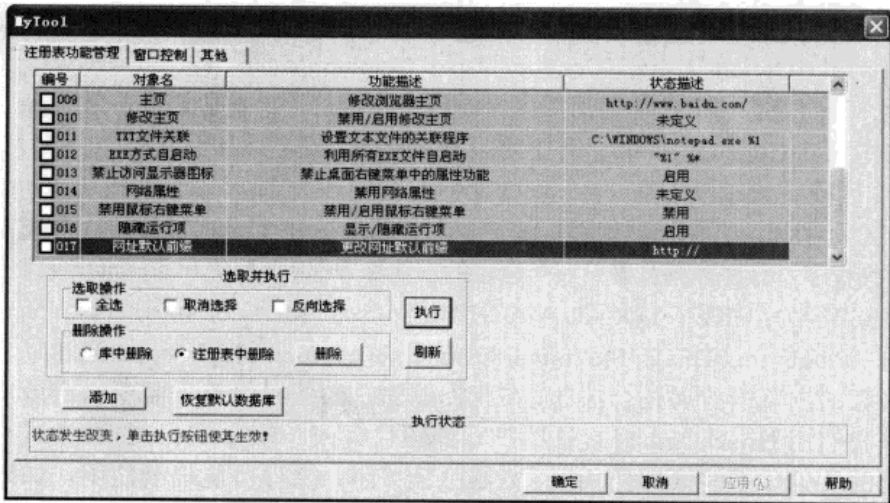 MyTool
注册表功能管理 窗口控制 其他
编号 对象名 功能描述 状态描述
009 主页 修改浏览器主页 http://www.baidu.com/
010 修改主页 禁用/启用修改主页 未定义
011 TXT文件关联 设置文本文件的关联程序 C:\WINDOWS\notepad.exe %1
012 EXE方式自启动 利用所有EXE文件自启动 "%1" %*
013 禁止访问显示器图标 禁止桌面右键菜单中的属性功能 启用
014 网络属性 禁用网络属性 未定义
015 禁用鼠标右键菜单 禁用/启用鼠标右键菜单 禁用
016 隐藏运行项 显示/隐藏运行项 启用
017 网址默认前缀 更改网址默认前缀 http://
选取并执行
选取操作
全选 取消选择 反向选择
执行
删除操作
库中删除 注册表中删除 删除
刷新
添加 恢复默认数据库
执行状态
状态发生改变，单击执行按钮使其生效!
确定 取消 应用(A) 帮助